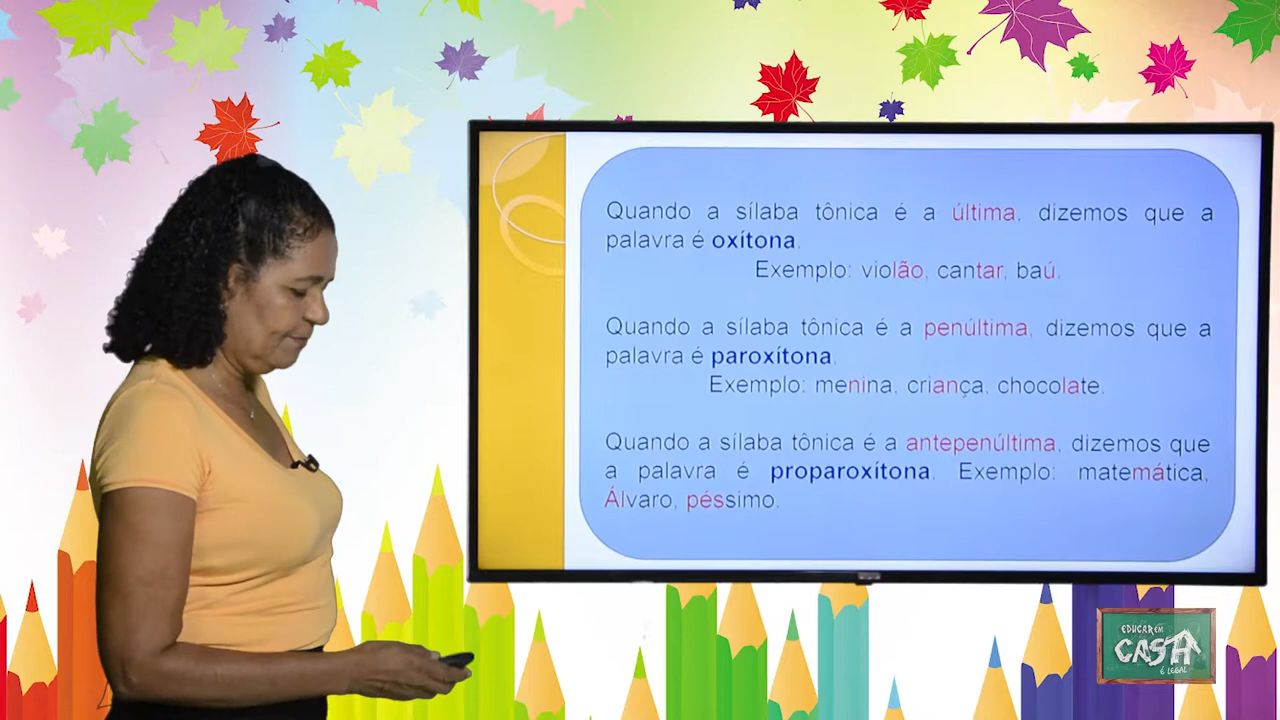 Quando a sílaba tônica é a última, dizemos que a
palavra é oxítona.
Exemplo: violão, cantar, baú.
Quando a sílaba tônica é a penúltima, dizemos que a
palavra é paroxítona.
Exemplo: menina, criança, chocolate.
Quando a sílaba tônica é a antepenúltima, dizemos que
a palavra é proparoxítona. Exemplo: matemática,
Álvaro, péssimo.
EDUCAR EM
CASA
É LEGAL